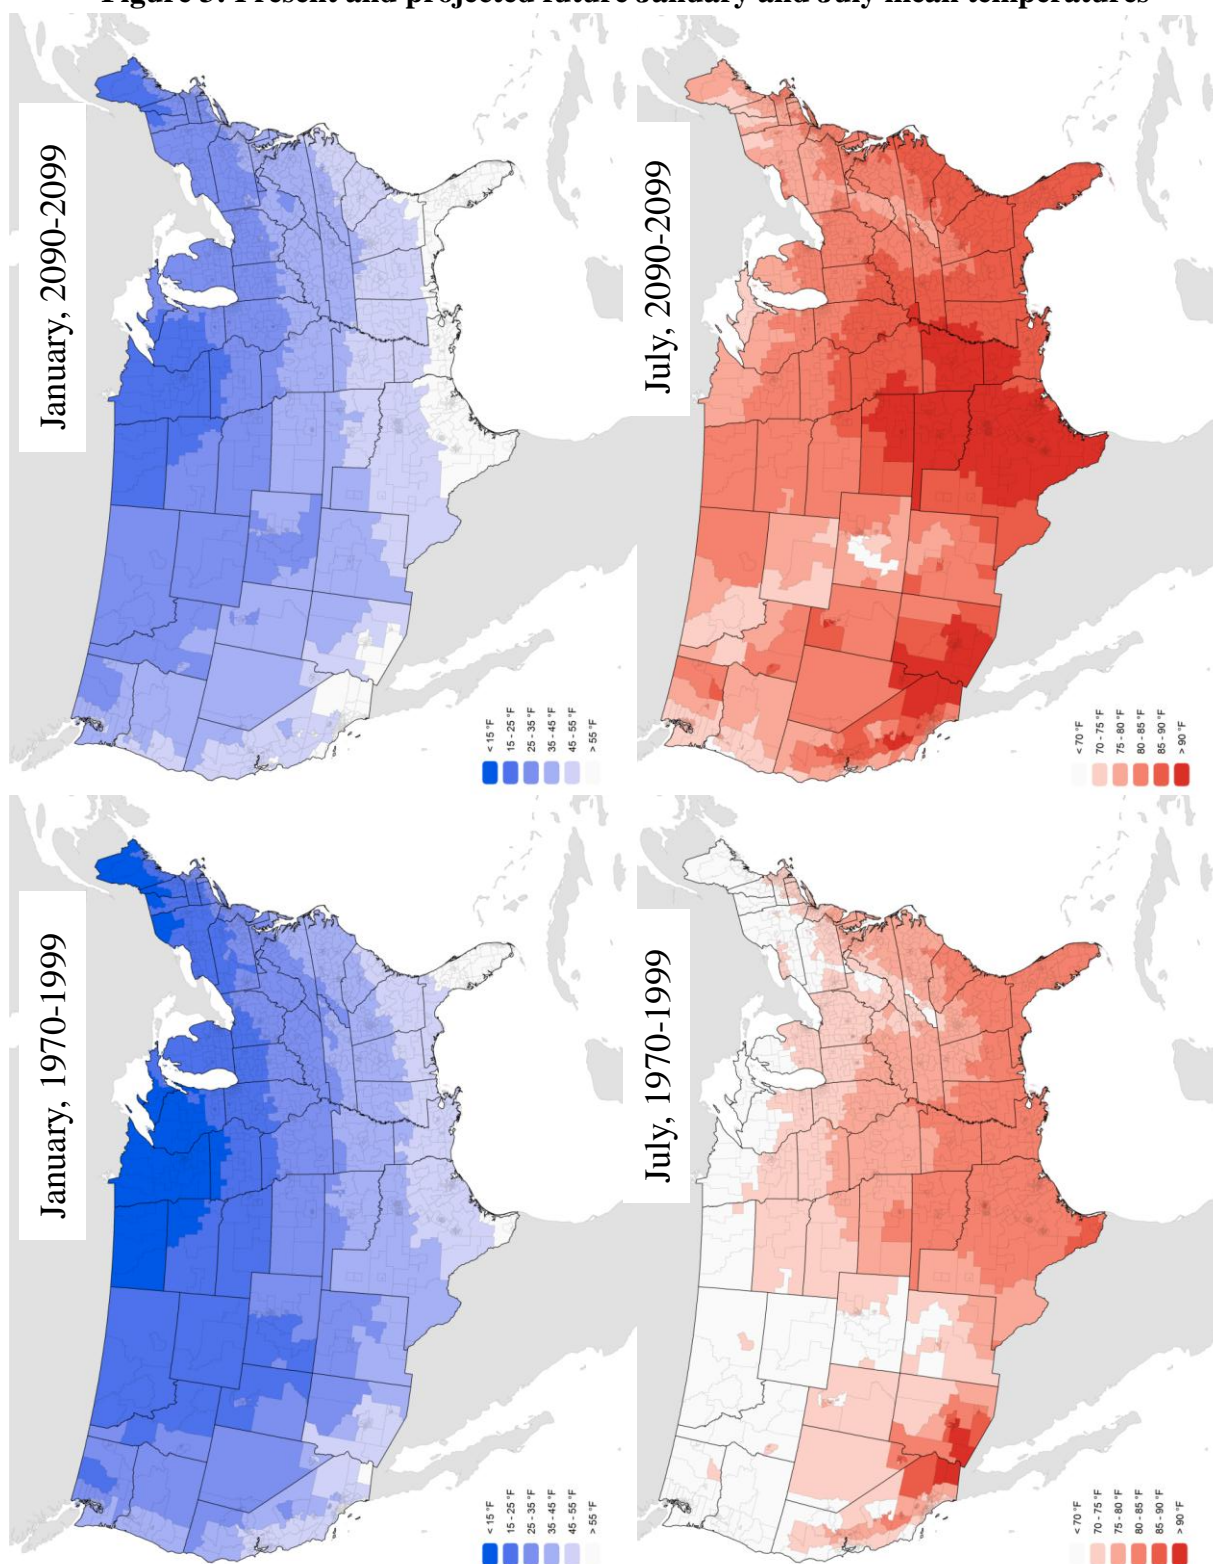 Figure 3: Present and projected future January and July mean temperatures
January, 2090-2099
< 15 °F
15 - 25 °F
25 - 35 °F
35 - 45 °F
45 - 55 °F
> 55 °F
July, 2090-2099
< 70 °F
70 - 75 °F
75 - 80 °F
80 - 85 °F
85 - 90 °F
> 90 °F
January, 1970-1999
< 15 °F
15 - 25 °F
25 - 35 °F
35 - 45 °F
45 - 55 °F
> 55 °F
July, 1970-1999
< 70 °F
70 - 75 °F
75 - 80 °F
80 - 85 °F
85 - 90 °F
> 90 °F